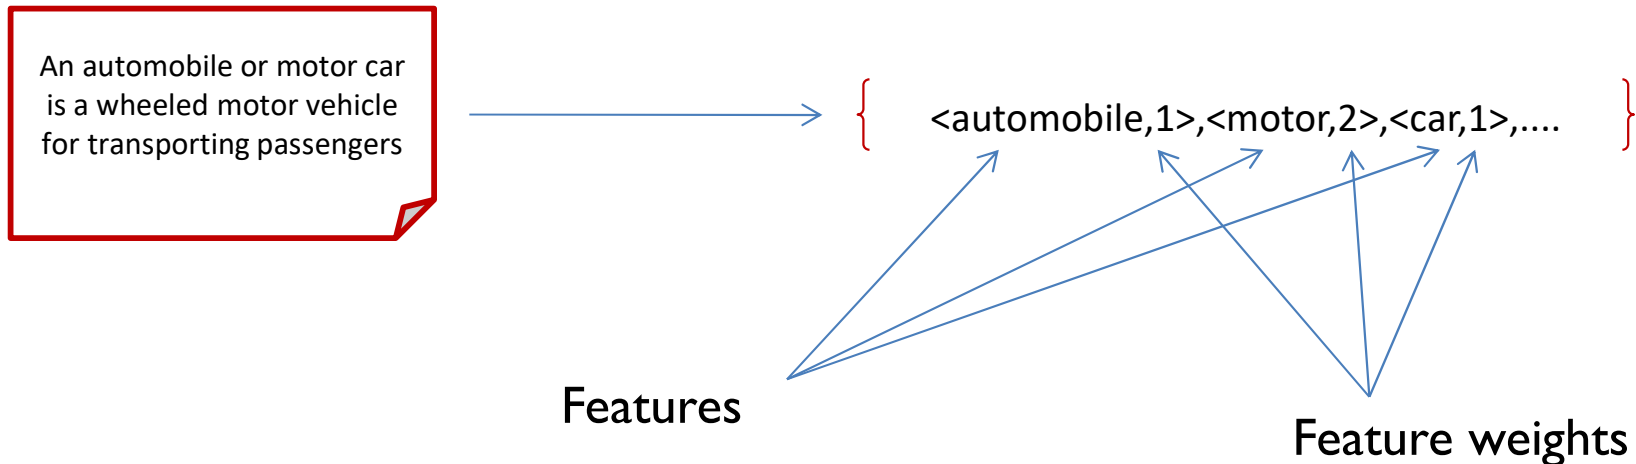 An automobile or motor car
is a wheeled motor vehicle
for transporting passengers
{ <automobile,1>,<motor,2>,<car,1>,.... }
Features
Feature weights